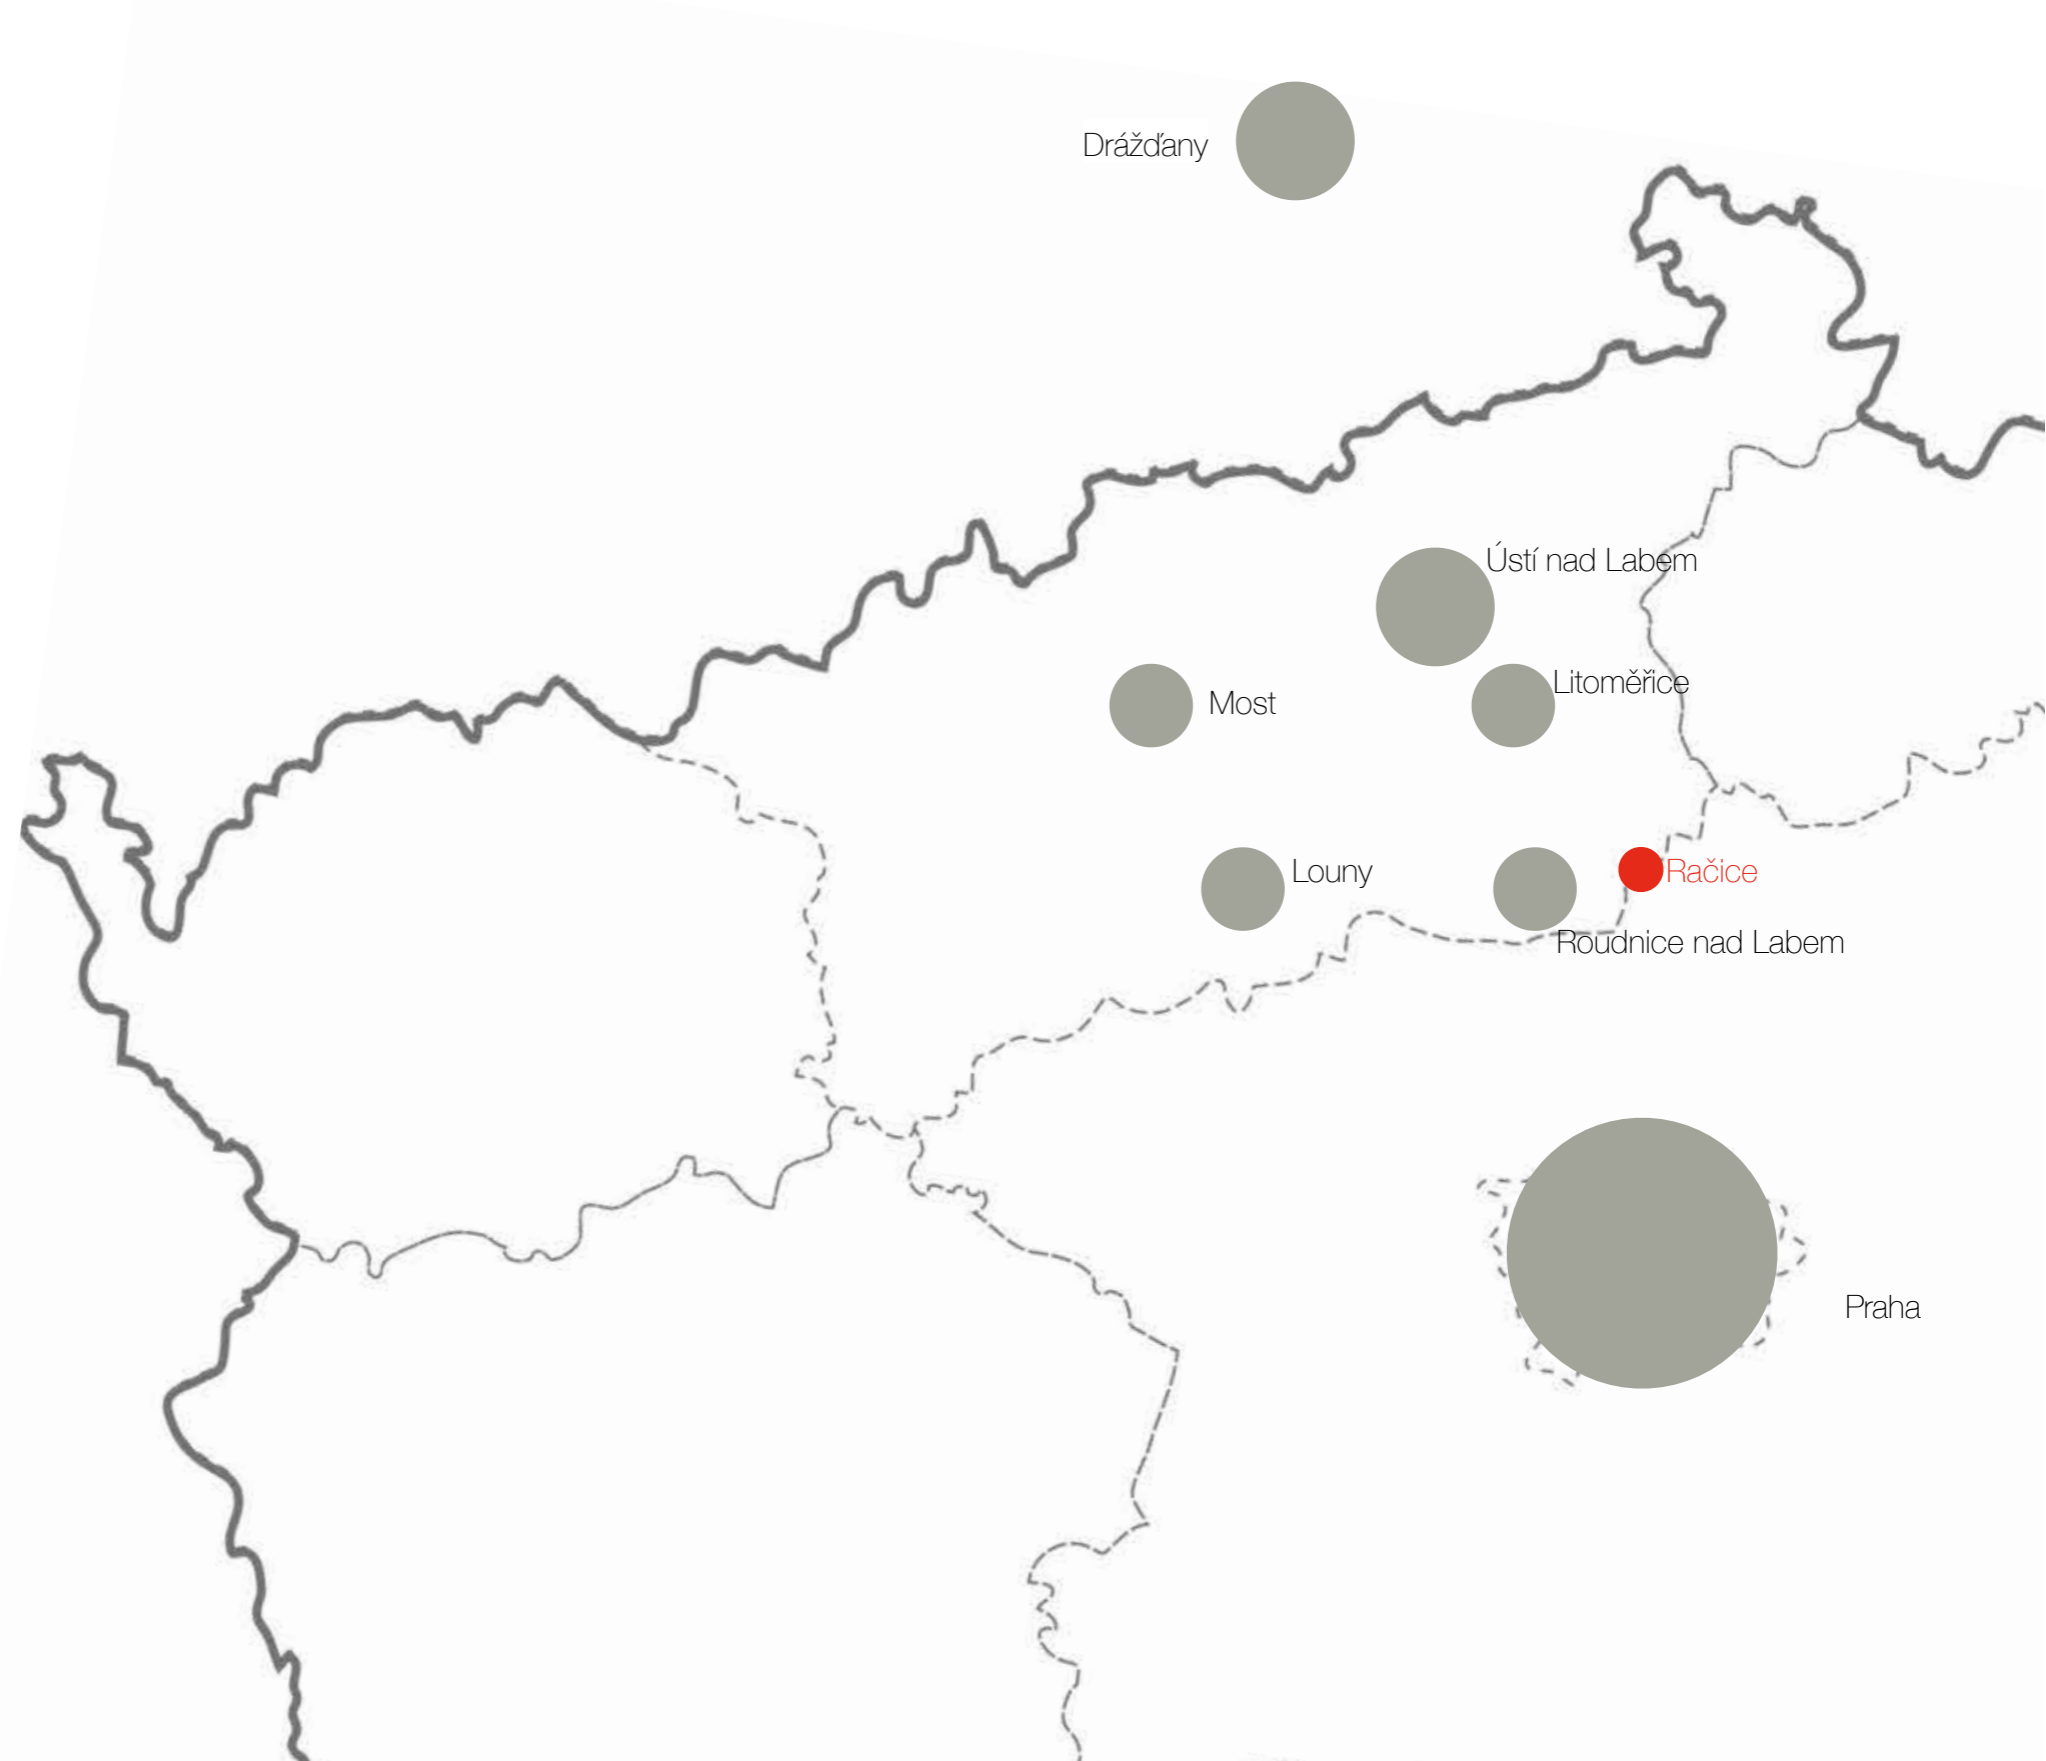 Drážďany
Ústí nad Labem
Litoměřice
Most
Louny
Račice
Roudnice nad Labem
Praha